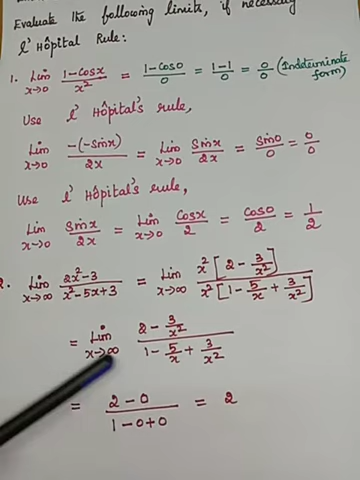 Evaluate the following limits, if necessary
l' Hôpital Rule:
1. Lim x→0 (1-cosx)/x² = (1-cos0)/0 = (1-1)/0 = 0/0 (Indeterminate form)
Use l' Hôpital's rule,
Lim x→0 -(-sinx)/2x = Lim x→0 sinx/2x = sin0/0 = 0/0
Use l' Hôpital's rule,
Lim x→0 sinx/2x = Lim x→0 cosx/2 = cos0/2 = 1/2
2. Lim x→∞ (2x²-3)/(x²-5x+3) = Lim x→∞ x²[2 - 3/x²]/x²[1 - 5/x + 3/x²]
= Lim x→∞ (2 - 3/x²)/(1 - 5/x + 3/x²)
= (2-0)/(1-0+0) = 2